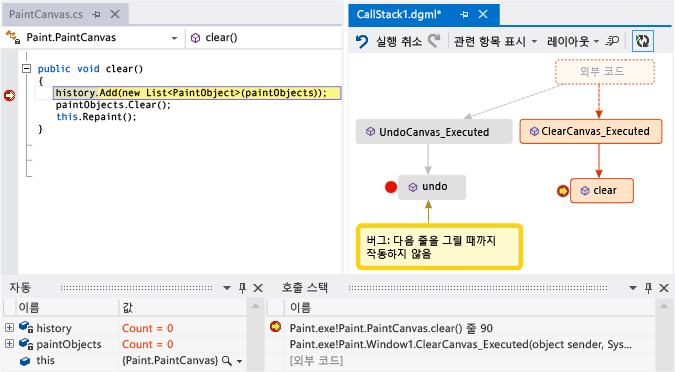 PaintCanvas.cs
Paint.PaintCanvas
clear()
public void clear()
{
history.Add(new List<PaintObject>(paintObjects));
paintObjects.Clear();
this.Repaint();
}
CallStack1.dgml*
실행 취소
관련 항목 표시
레이아웃
외부 코드
UndoCanvas_Executed
ClearCanvas_Executed
undo
clear
버그: 다음 줄을 그릴 때까지
작동하지 않음
자동
이름
값
history
Count = 0
paintObjects
Count = 0
this
{Paint.PaintCanvas}
호출 스택
이름
Paint.exe!Paint.PaintCanvas.clear() 줄 90
Paint.exe!Paint.Window1.ClearCanvas_Executed(object sender, Sys...
[외부 코드]